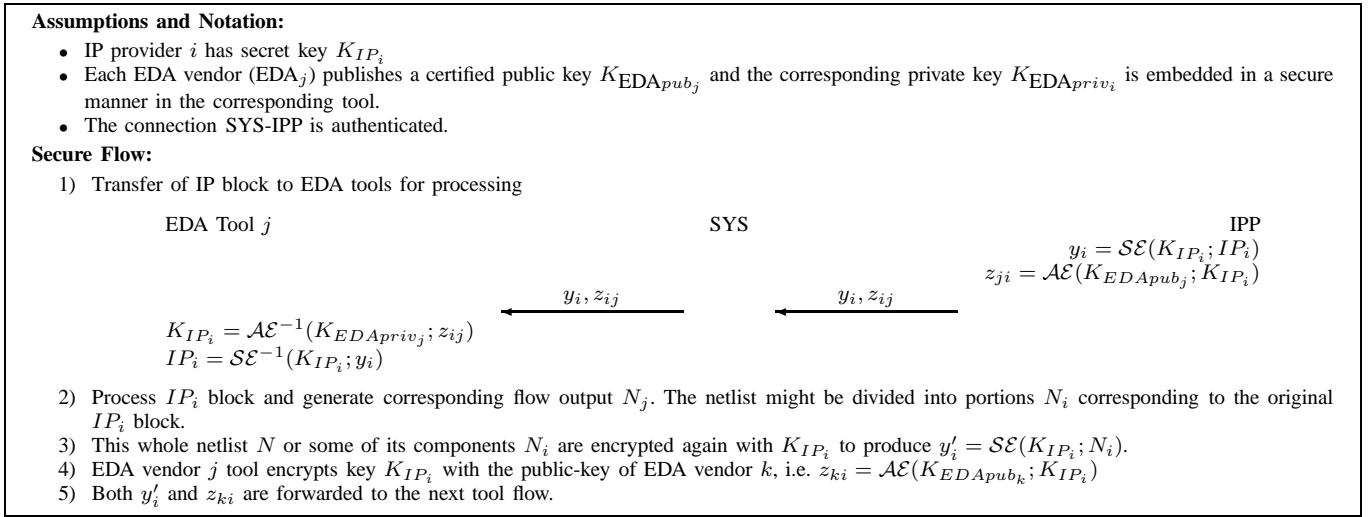 Assumptions and Notation:
• IP provider i has secret key K_{IP_i}
• Each EDA vendor (EDA_j) publishes a certified public key K_{EDA_{pub_j}} and the corresponding private key K_{EDA_{priv_i}} is embedded in a secure
manner in the corresponding tool.
• The connection SYS-IPP is authenticated.
Secure Flow:
1) Transfer of IP block to EDA tools for processing
EDA Tool j SYS IPP
y_i = SE(K_{IP_i}; IP_i)
z_{ji} = AE(K_{EDApub_j}; K_{IP_i})
y_i, z_{ij} y_i, z_{ij}
K_{IP_i} = AE^{-1}(K_{EDApriv_j}; z_{ij})
IP_i = SE^{-1}(K_{IP_i}; y_i)
2) Process IP_i block and generate corresponding flow output N_j. The netlist might be divided into portions N_i corresponding to the original
IP_i block.
3) This whole netlist N or some of its components N_i are encrypted again with K_{IP_i} to produce y'_i = SE(K_{IP_i}; N_i).
4) EDA vendor j tool encrypts key K_{IP_i} with the public-key of EDA vendor k, i.e. z_{ki} = AE(K_{EDApub_k}; K_{IP_i})
5) Both y'_i and z_{ki} are forwarded to the next tool flow.